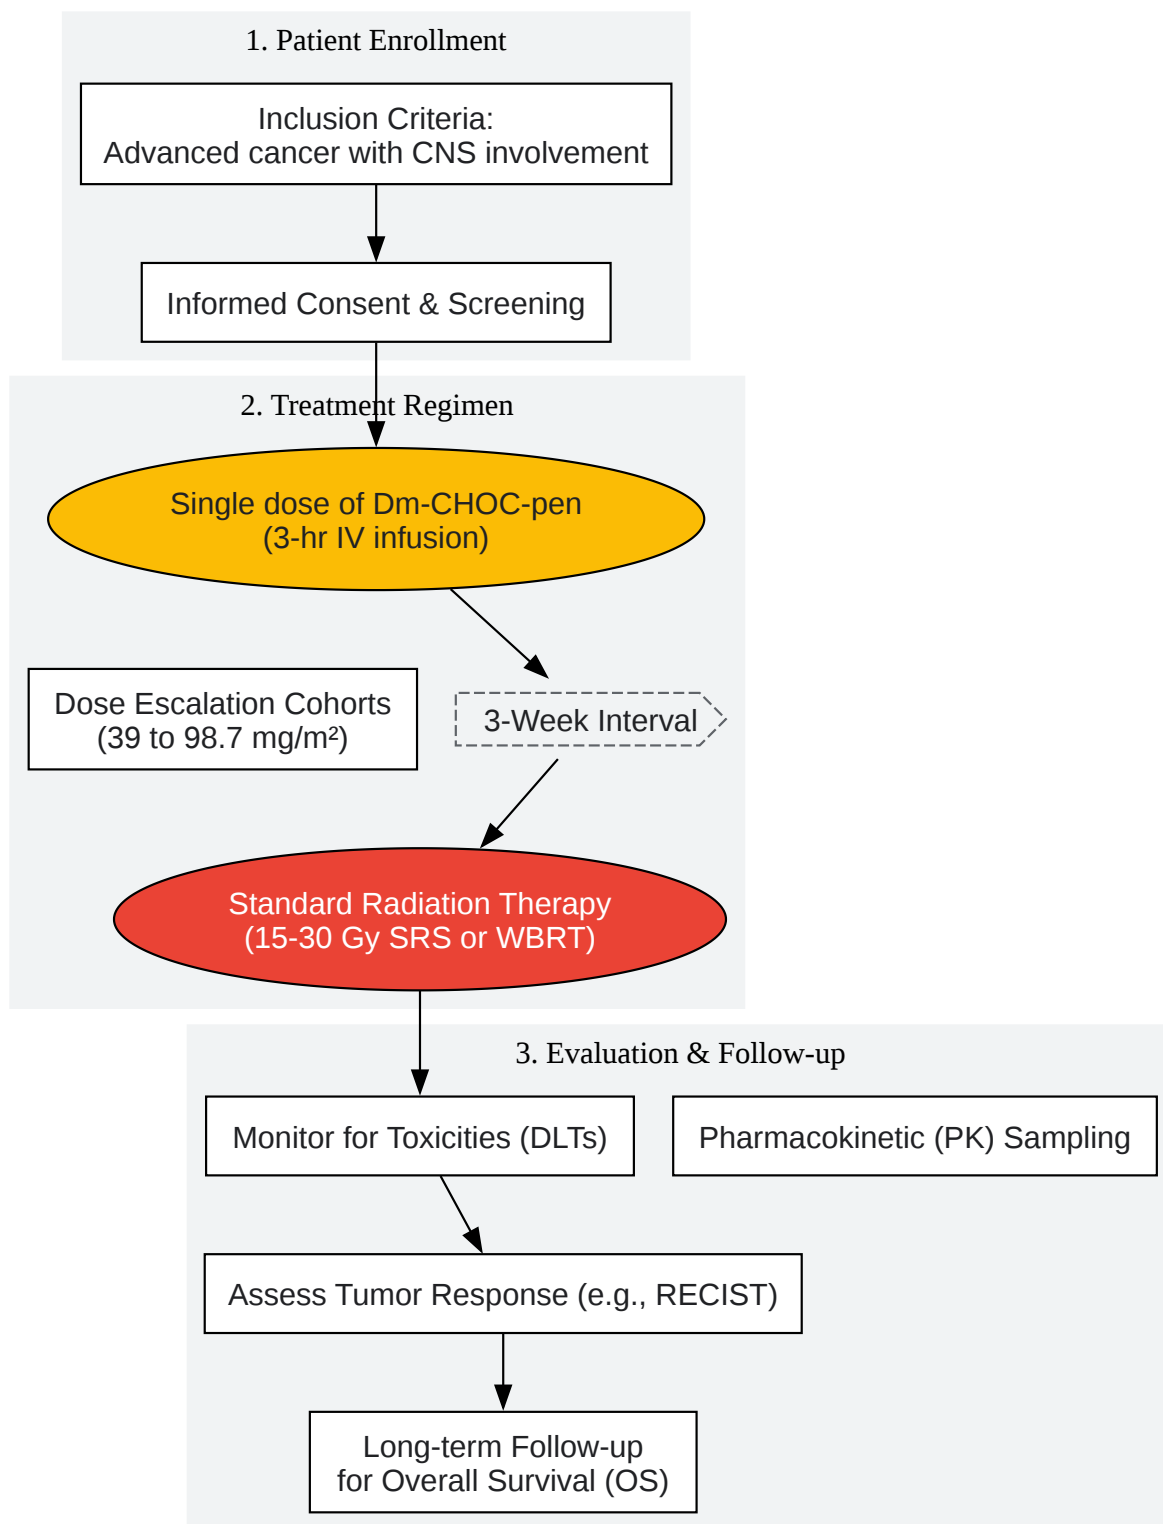 1. Patient Enrollment
Inclusion Criteria:
Advanced cancer with CNS involvement
Informed Consent & Screening
2. Treatment Regimen
Single dose of Dm-CHOC-pen
(3-hr IV infusion)
Dose Escalation Cohorts
(39 to 98.7 mg/m²)
3-Week Interval
Standard Radiation Therapy
(15-30 Gy SRS or WBRT)
3. Evaluation & Follow-up
Monitor for Toxicities (DLTs)
Pharmacokinetic (PK) Sampling
Assess Tumor Response (e.g., RECIST)
Long-term Follow-up
for Overall Survival (OS)